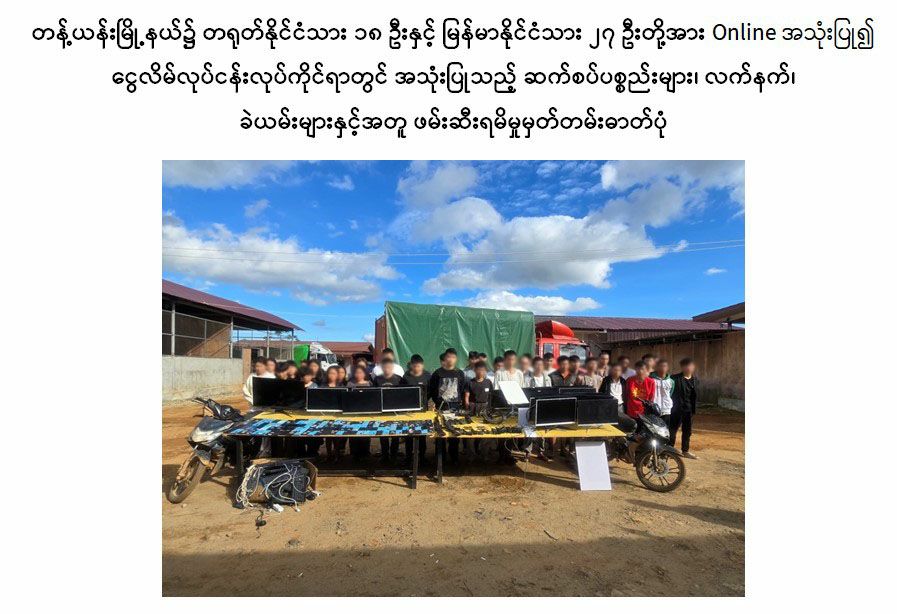 တန့်ယန်းမြို့နယ်၌ တရုတ်နိုင်ငံသား ၁၈ ဦးနှင့် မြန်မာနိုင်ငံသား ၂၇ ဦးတို့အား Online အသုံးပြု၍
ငွေလိမ်လုပ်ငန်းလုပ်ကိုင်ရာတွင် အသုံးပြုသည့် ဆက်စပ်ပစ္စည်းများ၊ လက်နက်၊
ခဲယမ်းများနှင့်အတူ ဖမ်းဆီးရမိမှုမှတ်တမ်းဓာတ်ပုံ